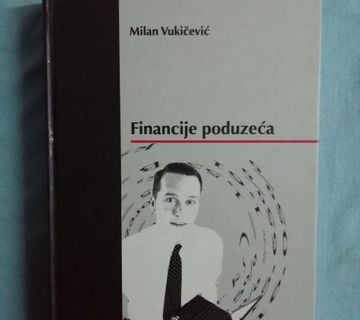 Milan Vukičević
Financije poduzeća